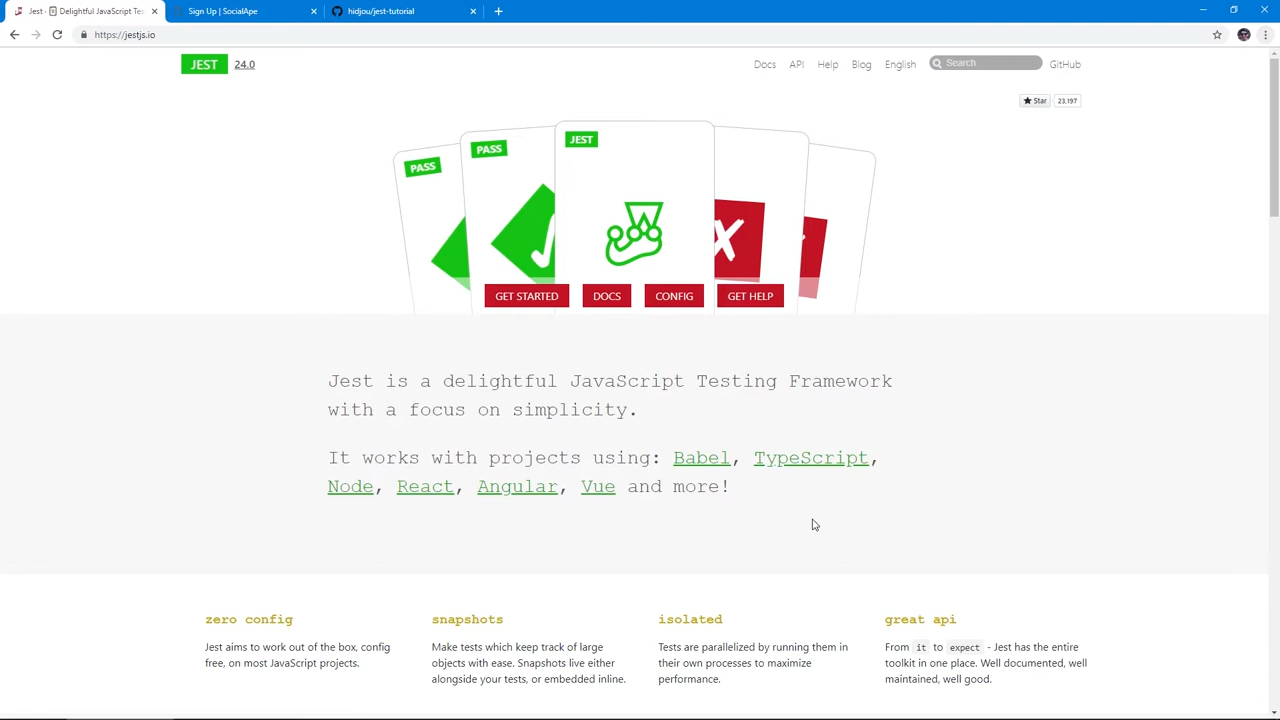 Jest · Delightful JavaScript Tes
Sign Up | SocialApe
hidjou/jest-tutorial
https://jestjs.io
JEST 24.0
Docs API Help Blog English Search GitHub
Star 23,197
PASS
PASS
JEST
GET STARTED DOCS CONFIG GET HELP
Jest is a delightful JavaScript Testing Framework
with a focus on simplicity.
It works with projects using: Babel, TypeScript,
Node, React, Angular, Vue and more!
zero config
Jest aims to work out of the box, config
free, on most JavaScript projects.
snapshots
Make tests which keep track of large
objects with ease. Snapshots live either
alongside your tests, or embedded inline.
isolated
Tests are parallelized by running them in
their own processes to maximize
performance.
great api
From it to expect - Jest has the entire
toolkit in one place. Well documented, well
maintained, well good.